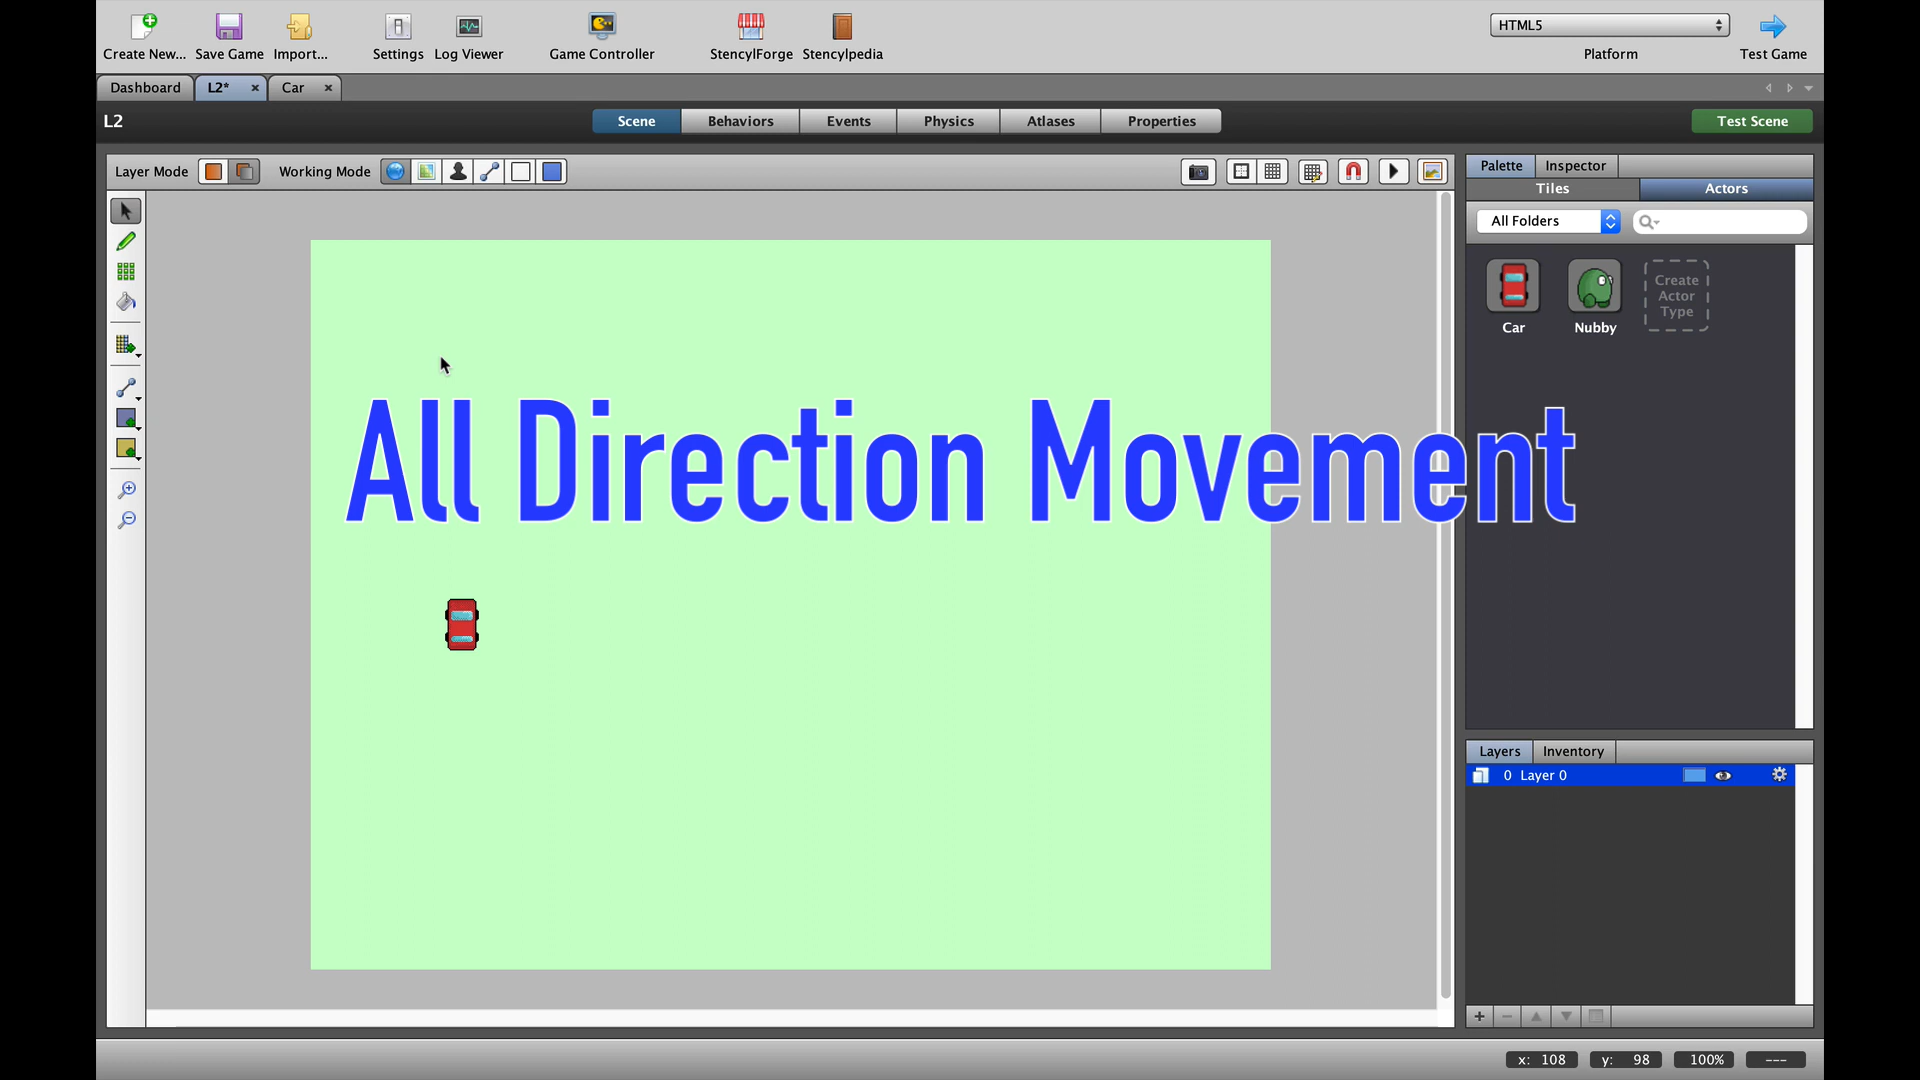 Create New...
Save Game
Import...
Settings
Log Viewer
Game Controller
StencylForge
Stencylpedia
HTML5
Platform
Test Game
Dashboard
L2*
Car
L2
Scene
Behaviors
Events
Physics
Atlases
Properties
Test Scene
Layer Mode
Working Mode
Palette
Inspector
Tiles
Actors
All Folders
Car
Nubby
Create
Actor
Type
All Direction Movement
Layers
Inventory
0 Layer 0
x: 108
y: 98
100%
---